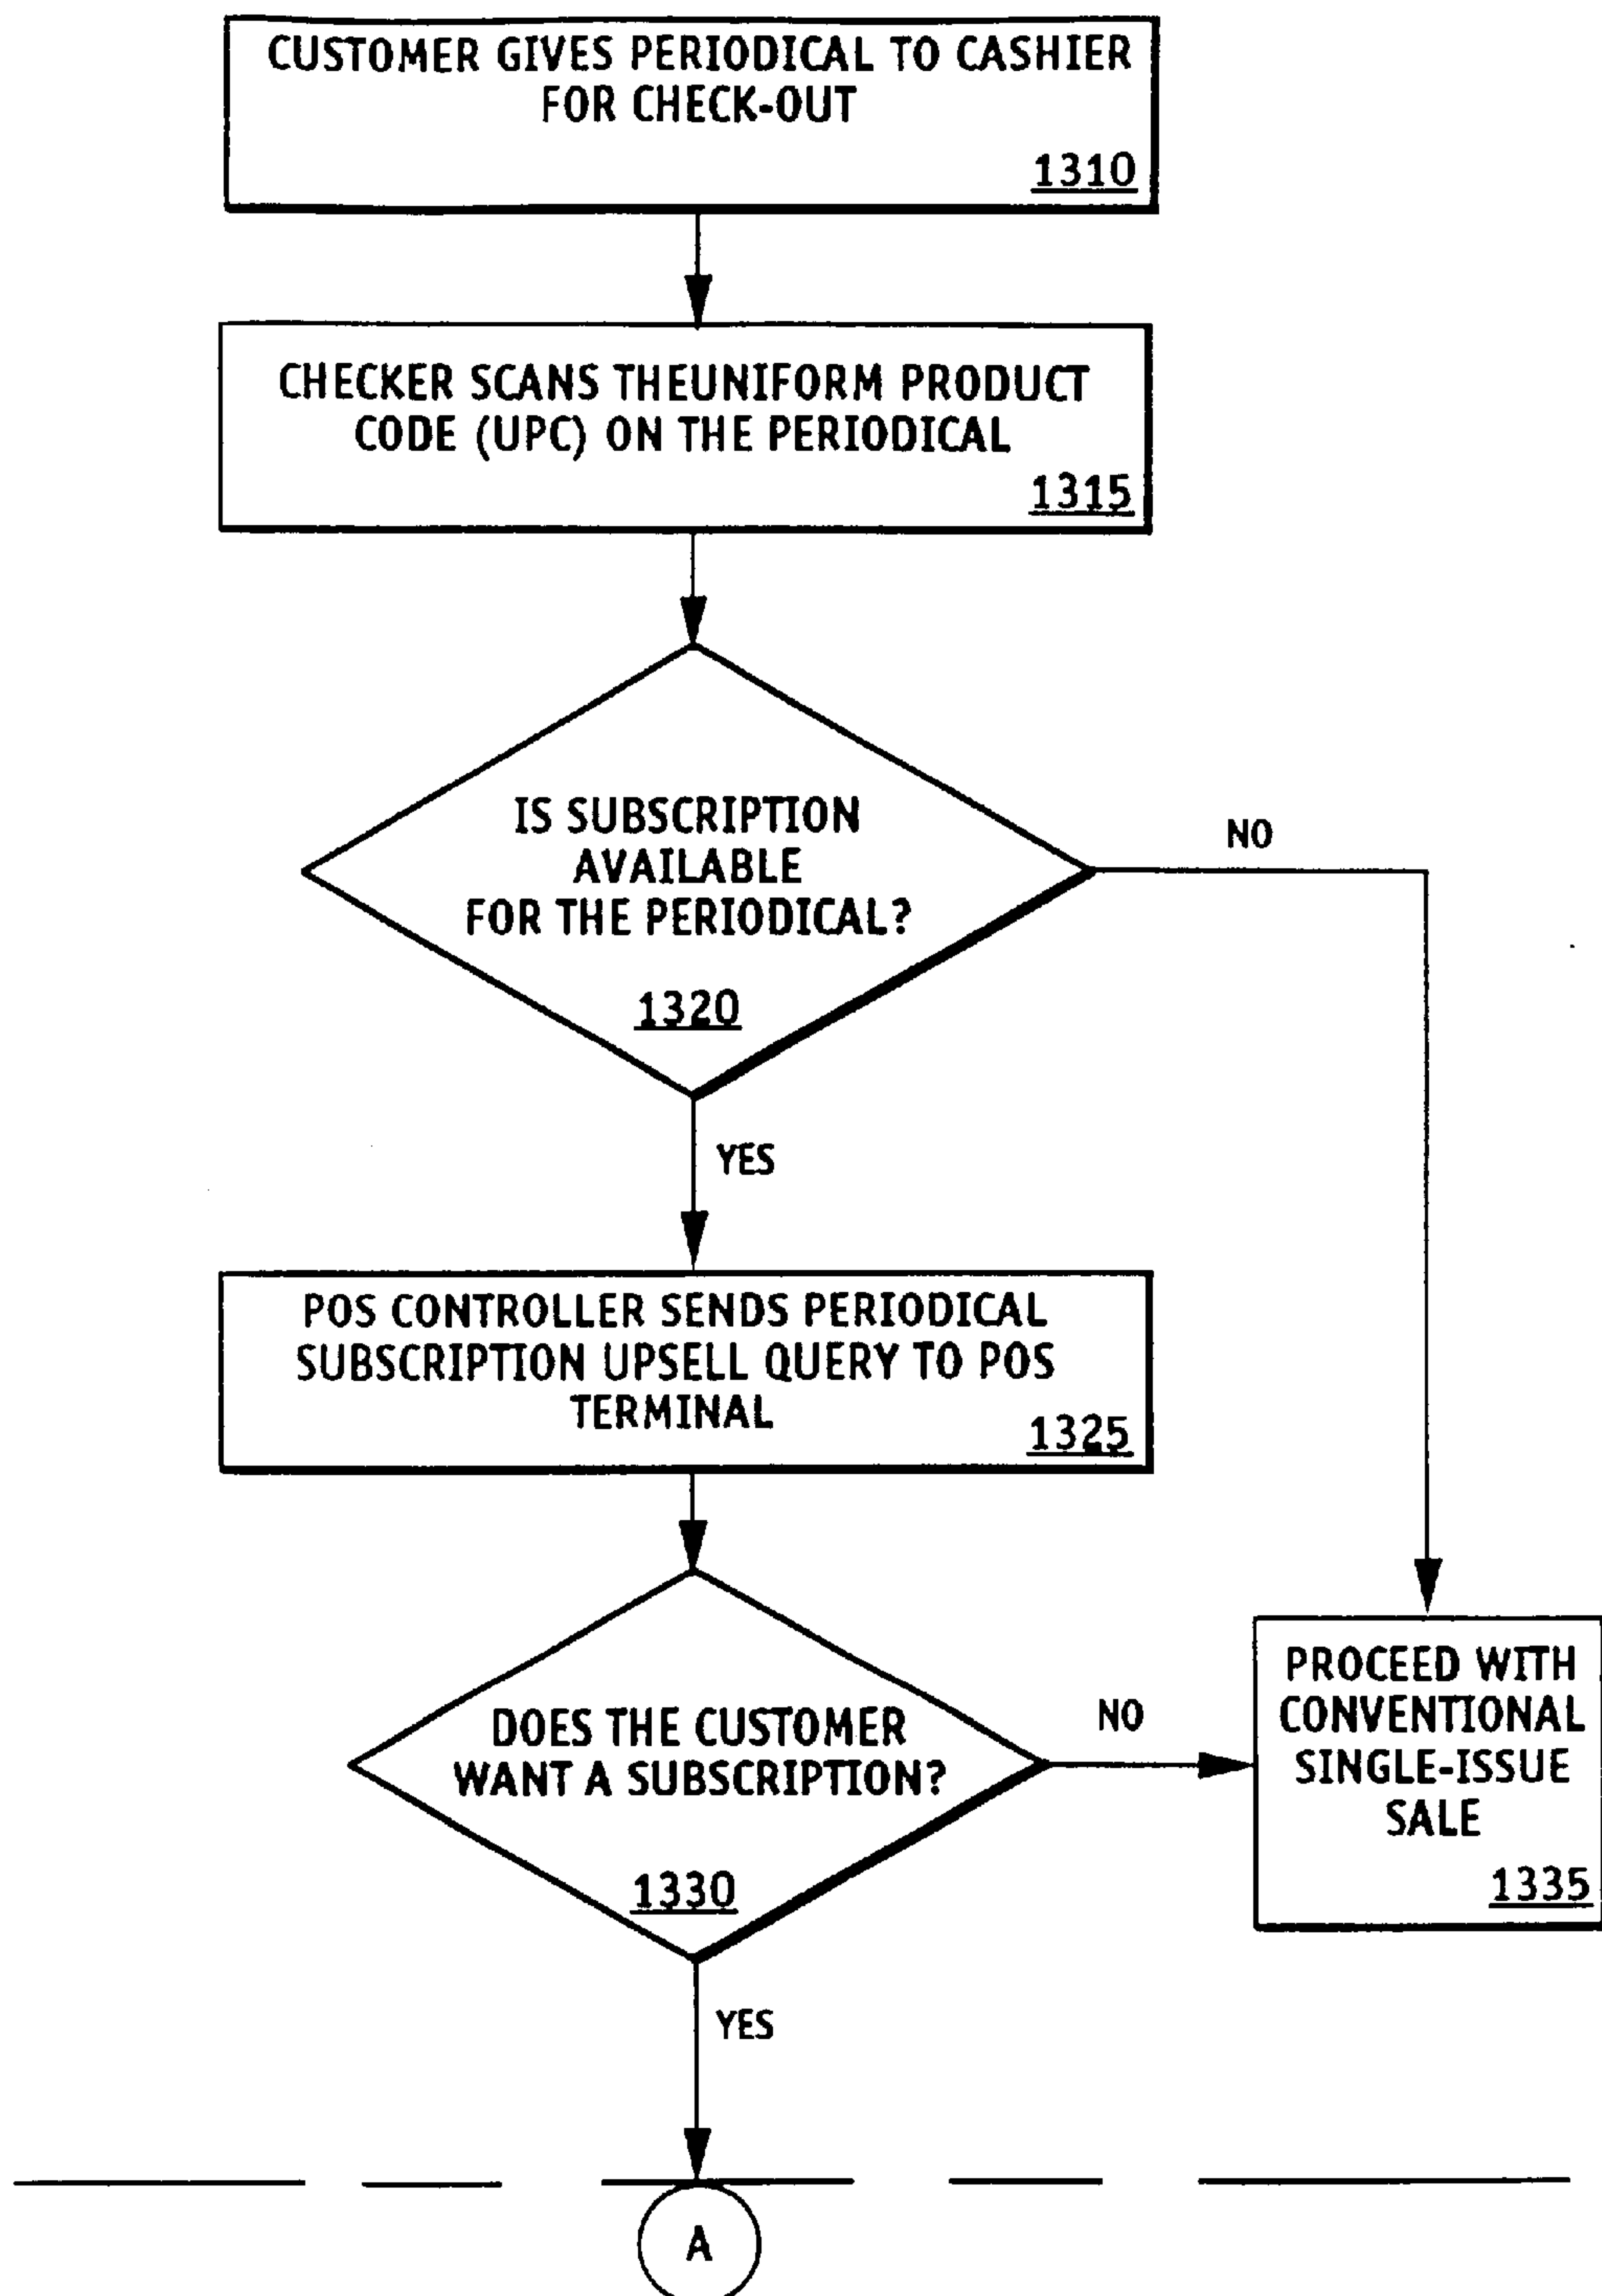 CUSTOMER GIVES PERIODICAL TO CASHIER
FOR CHECK-OUT
1310
CHECKER SCANS THEUNIFORM PRODUCT
CODE (UPC) ON THE PERIODICAL
1315
IS SUBSCRIPTION
AVAILABLE
FOR THE PERIODICAL?
1320
NO
YES
POS CONTROLLER SENDS PERIODICAL
SUBSCRIPTION UPSELL QUERY TO POS
TERMINAL
1325
DOES THE CUSTOMER
WANT A SUBSCRIPTION?
1330
NO
PROCEED WITH
CONVENTIONAL
SINGLE-ISSUE
SALE
1335
YES
A